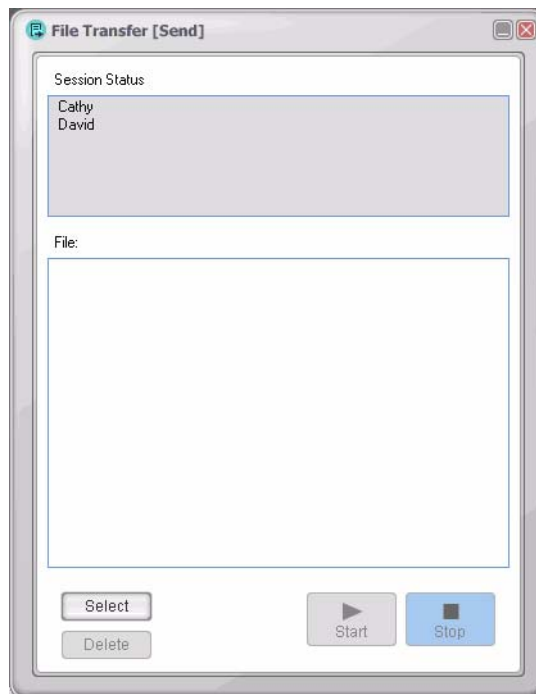 File Transfer [Send]
Session Status
Cathy
David
File:
Select
Delete
Start
Stop